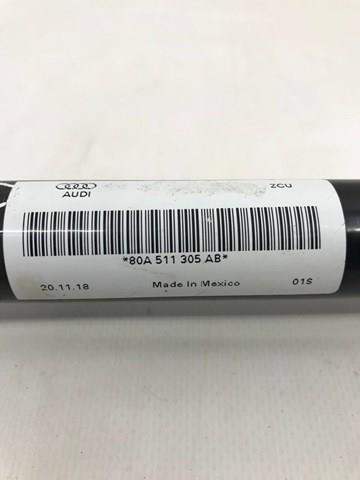 AUDI ZCU
*80A 511 305 AB*
20.11.18 Made In Mexico 01S